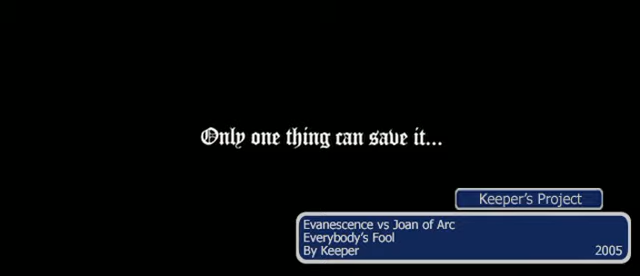 Only one thing can save it...
Keeper's Project
Evanescence vs Joan of Arc
Everybody's Fool
By Keeper 2005